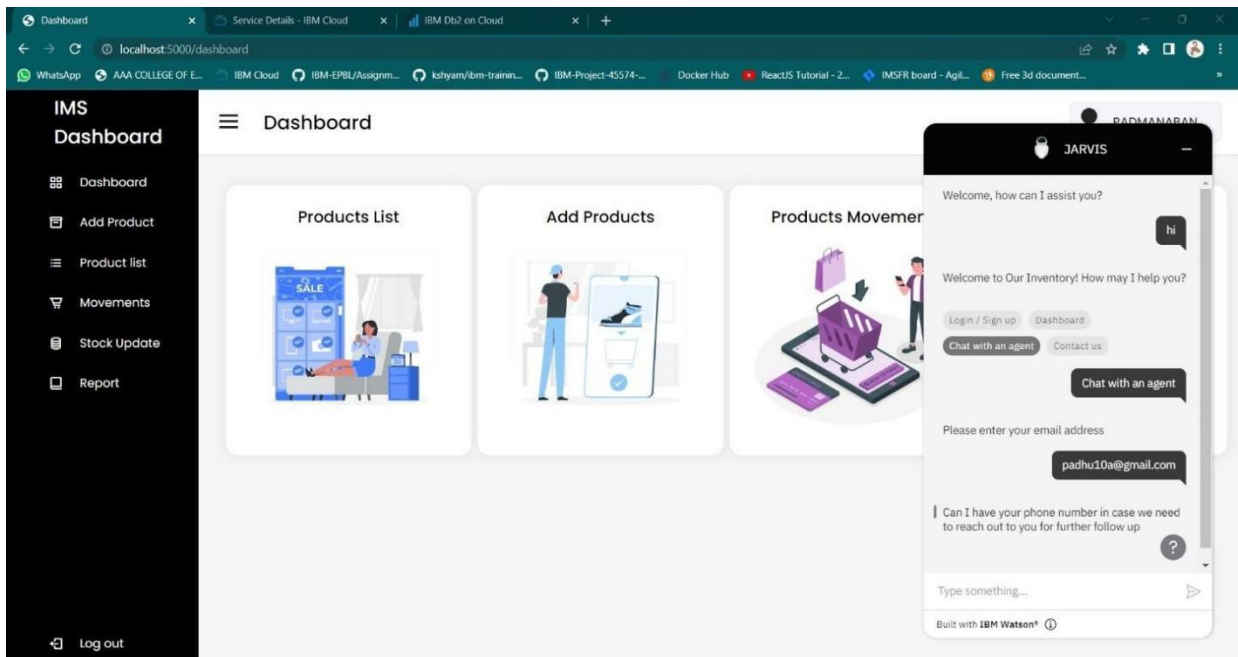 Dashboard
Service Details - IBM Cloud
IBM Db2 on Cloud
localhost:5000/dashboard
WhatsApp
AAA COLLEGE OF E...
IBM Cloud
IBM-EPBL/Assignm...
kshyam/ibm-trainin...
IBM-Project-45574-...
Docker Hub
ReactJS Tutorial - 2...
IMSFR board - Agil...
Free 3d document...
IMS
Dashboard
Dashboard
Add Product
Product list
Movements
Stock Update
Report
Log out
Dashboard
PADMANABAN
Products List
SALE
Add Products
Products Movemen
JARVIS
Welcome, how can I assist you?
hi
Welcome to Our Inventory! How may I help you?
Login / Sign up
Dashboard
Chat with an agent
Contact us
Chat with an agent
Please enter your email address
padhu10a@gmail.com
Can I have your phone number in case we need
to reach out to you for further follow up
?
Type something...
Built with IBM Watson®